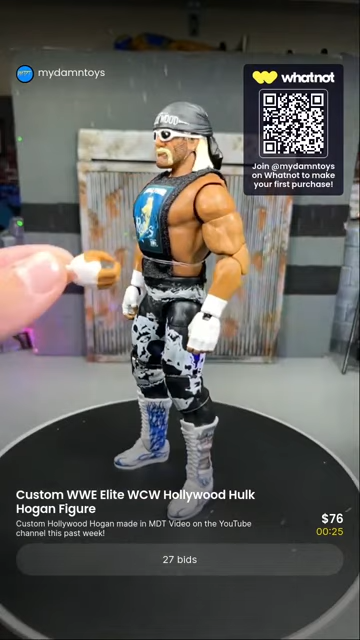 mydamntoys
whatnot
Join @mydamntoys
on Whatnot to make
your first purchase!
Custom WWE Elite WCW Hollywood Hulk
Hogan Figure
Custom Hollywood Hogan made in MDT Video on the YouTube
channel this past week!
$76
00:25
27 bids